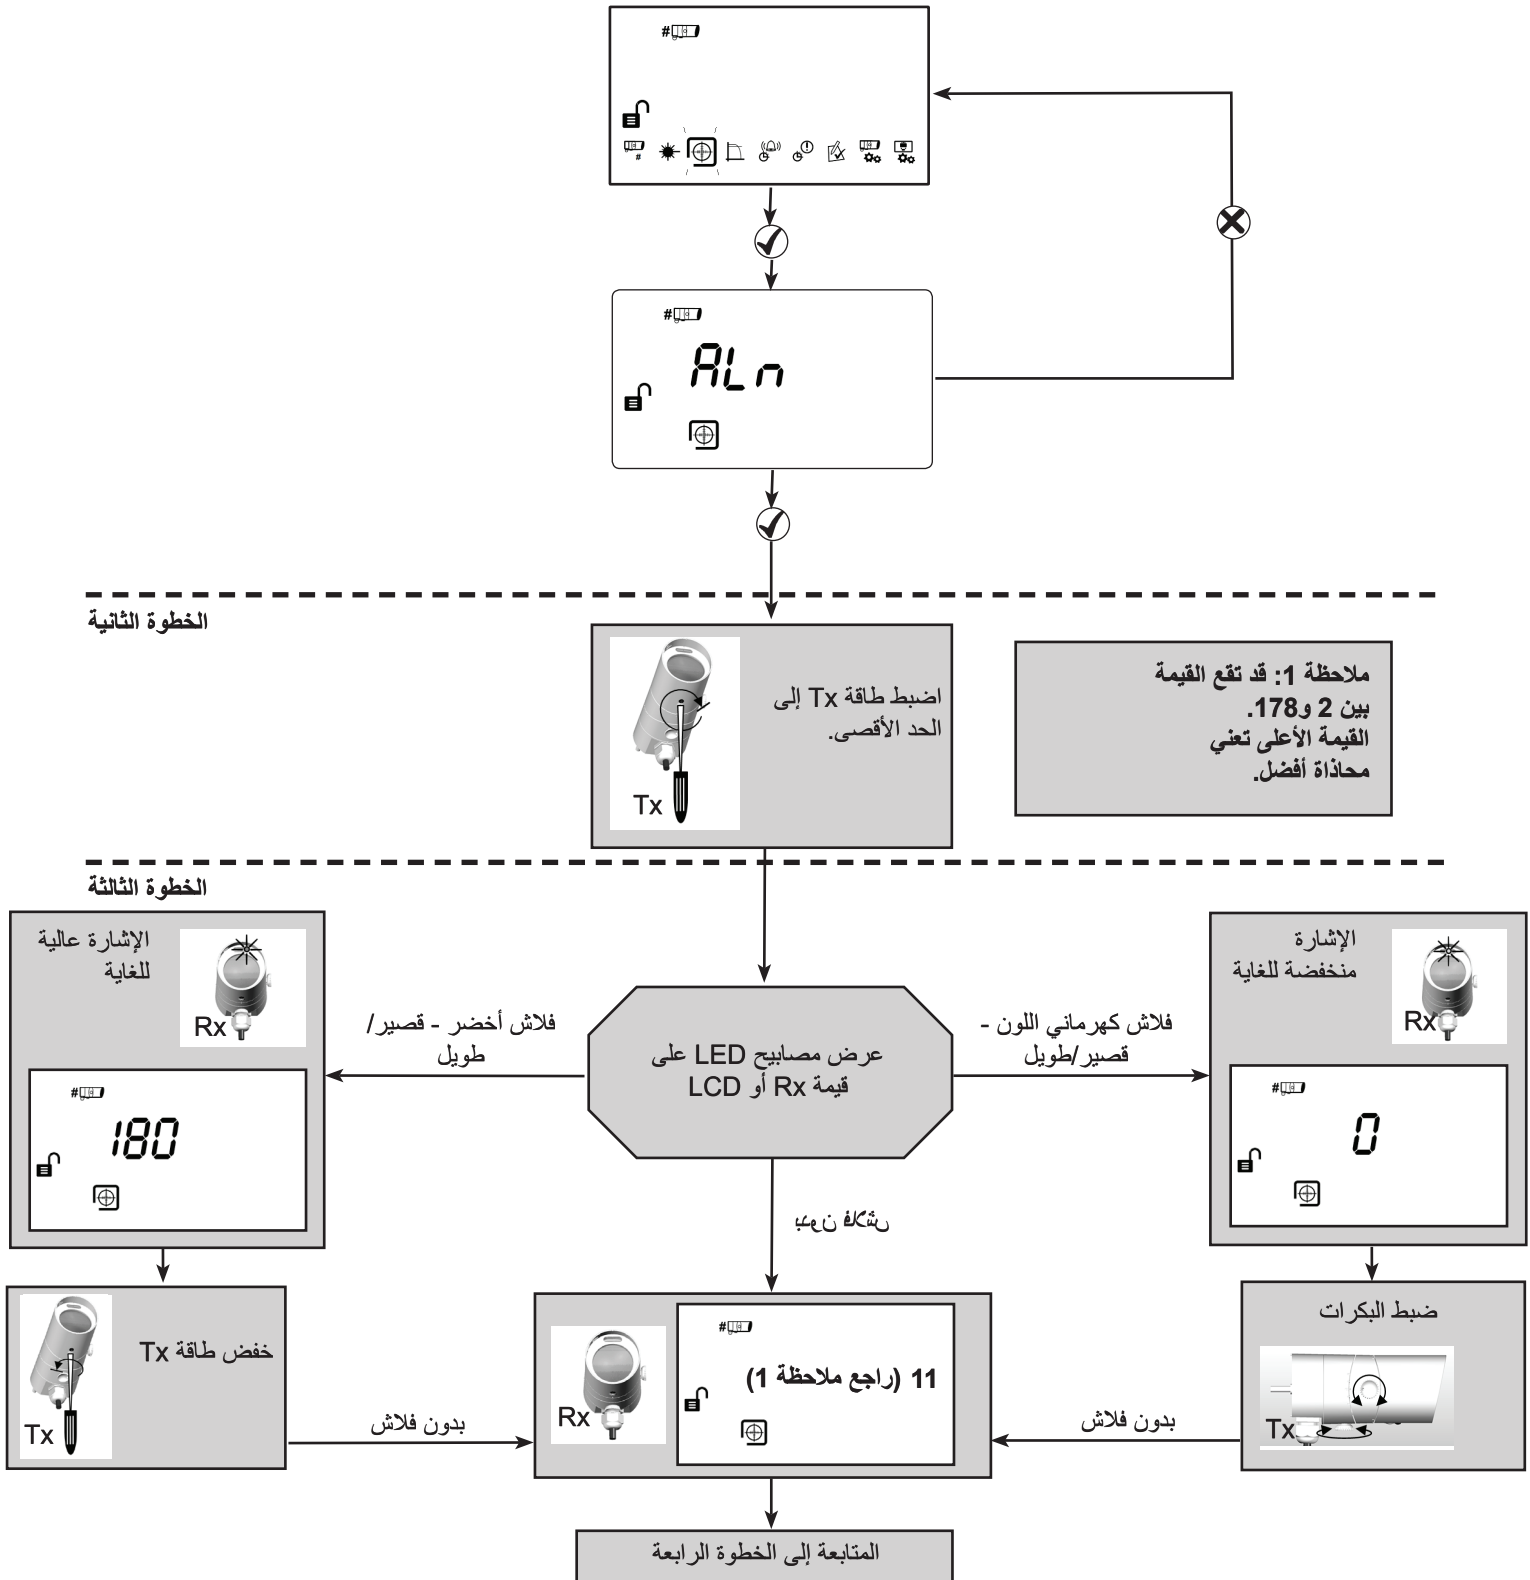 #
#
#
ALn
الخطوة الثانية
اضبط طاقة Tx إلى
الحد الأقصى.
Tx
ملاحظة 1: قد تقع القيمة
بين 2 و178.
القيمة الأعلى تعني
محاذاة أفضل.
الخطوة الثالثة
الإشارة
منخفضة للغاية
Rx
#
0
فلاش كهرماني اللون -
قصير/طويل
عرض مصابيح LED على
قيمة Rx أو LCD
فلاش أخضر - قصير/
طويل
الإشارة عالية
للغاية
Rx
#
180
بدون فلاش
ضبط البكرات
Tx
بدون فلاش
#
11 (راجع ملاحظة 1)
Rx
بدون فلاش
خفض طاقة Tx
Tx
المتابعة إلى الخطوة الرابعة